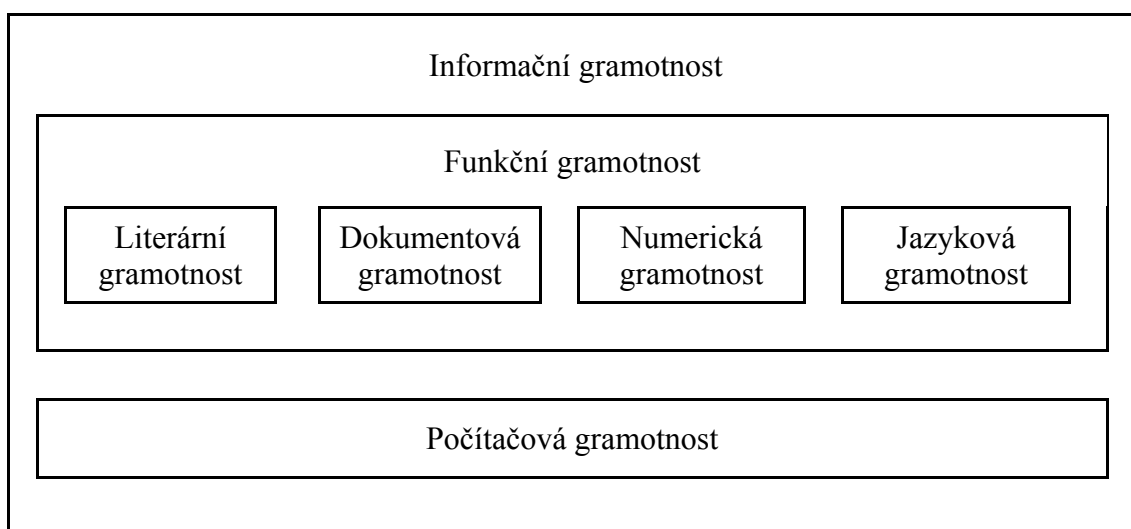 Informační gramotnost
Funkční gramotnost
Literární
gramotnost
Dokumentová
gramotnost
Numerická
gramotnost
Jazyková
gramotnost
Počítačová gramotnost